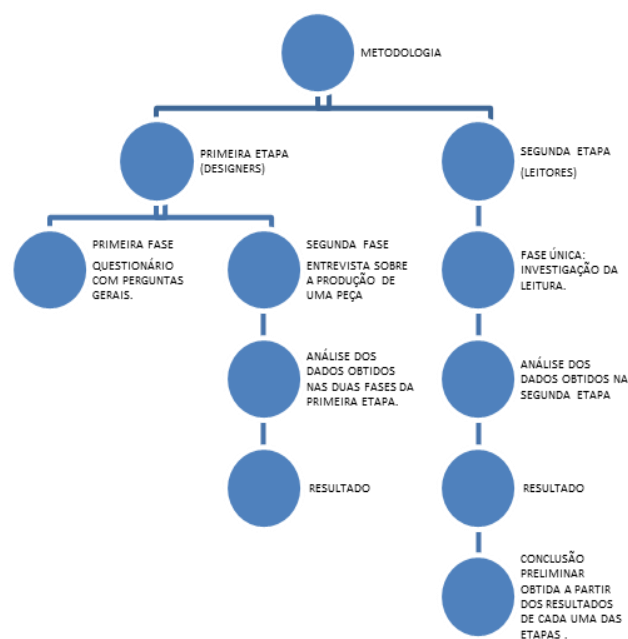 METODOLOGIA
PRIMEIRA ETAPA
(DESIGNERS)
SEGUNDA ETAPA
(LEITORES)
PRIMEIRA FASE
QUESTIONÁRIO
COM PERGUNTAS
GERAIS.
SEGUNDA FASE
ENTREVISTA SOBRE
A PRODUÇÃO DE
UMA PEÇA
FASE ÚNICA:
INVESTIGAÇÃO DA
LEITURA.
ANÁLISE DOS
DADOS OBTIDOS
NAS DUAS FASES DA
PRIMEIRA ETAPA.
ANÁLISE DOS
DADOS OBTIDOS NA
SEGUNDA ETAPA
RESULTADO
RESULTADO
CONCLUSÃO
PRELIMINAR
OBTIDA A PARTIR
DOS RESULTADOS
DE CADA UMA DAS
ETAPAS .